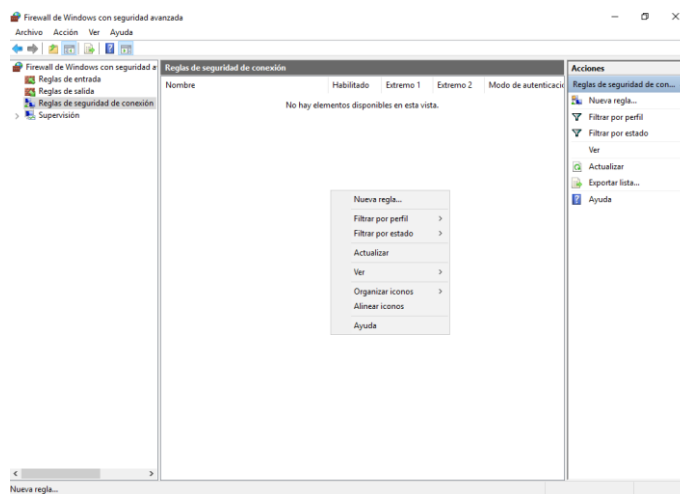 Firewall de Windows con seguridad avanzada
Archivo Acción Ver Ayuda
Firewall de Windows con seguridad a
Reglas de entrada
Reglas de salida
Reglas de seguridad de conexión
Supervisión
Reglas de seguridad de conexión
Nombre Habilitado Extremo 1 Extremo 2 Modo de autenticació
No hay elementos disponibles en esta vista.
Nueva regla...
Filtrar por perfil
Filtrar por estado
Actualizar
Ver
Organizar iconos
Alinear iconos
Ayuda
Acciones
Reglas de seguridad de con...
Nueva regla...
Filtrar por perfil
Filtrar por estado
Ver
Actualizar
Exportar lista...
Ayuda
Nueva regla...